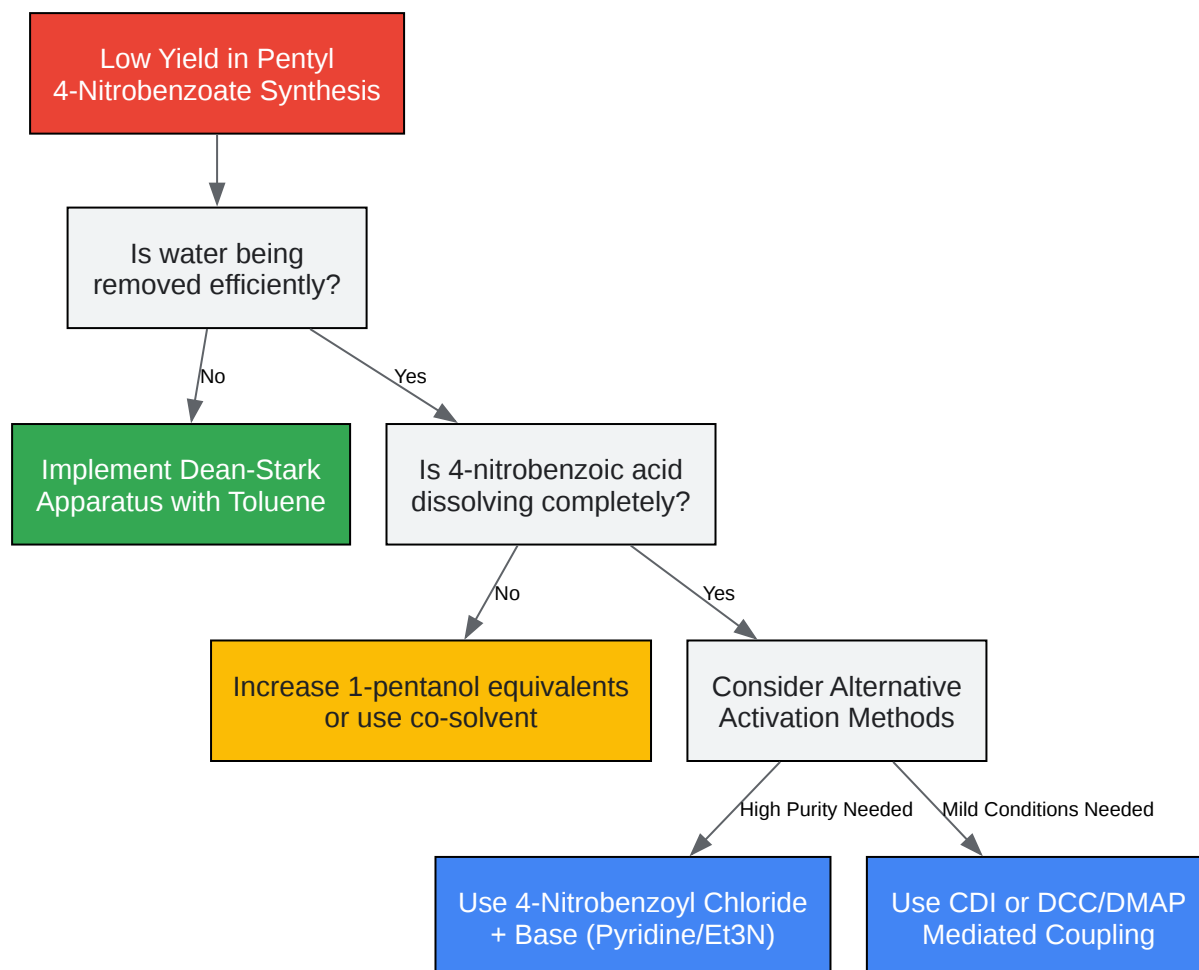 Low Yield in Pentyl
4-Nitrobenzoate Synthesis
Is water being
removed efficiently?
No
Yes
Implement Dean-Stark
Apparatus with Toluene
Is 4-nitrobenzoic acid
dissolving completely?
No
Yes
Increase 1-pentanol equivalents
or use co-solvent
Consider Alternative
Activation Methods
High Purity Needed
Mild Conditions Needed
Use 4-Nitrobenzoyl Chloride
+ Base (Pyridine/Et3N)
Use CDI or DCC/DMAP
Mediated Coupling